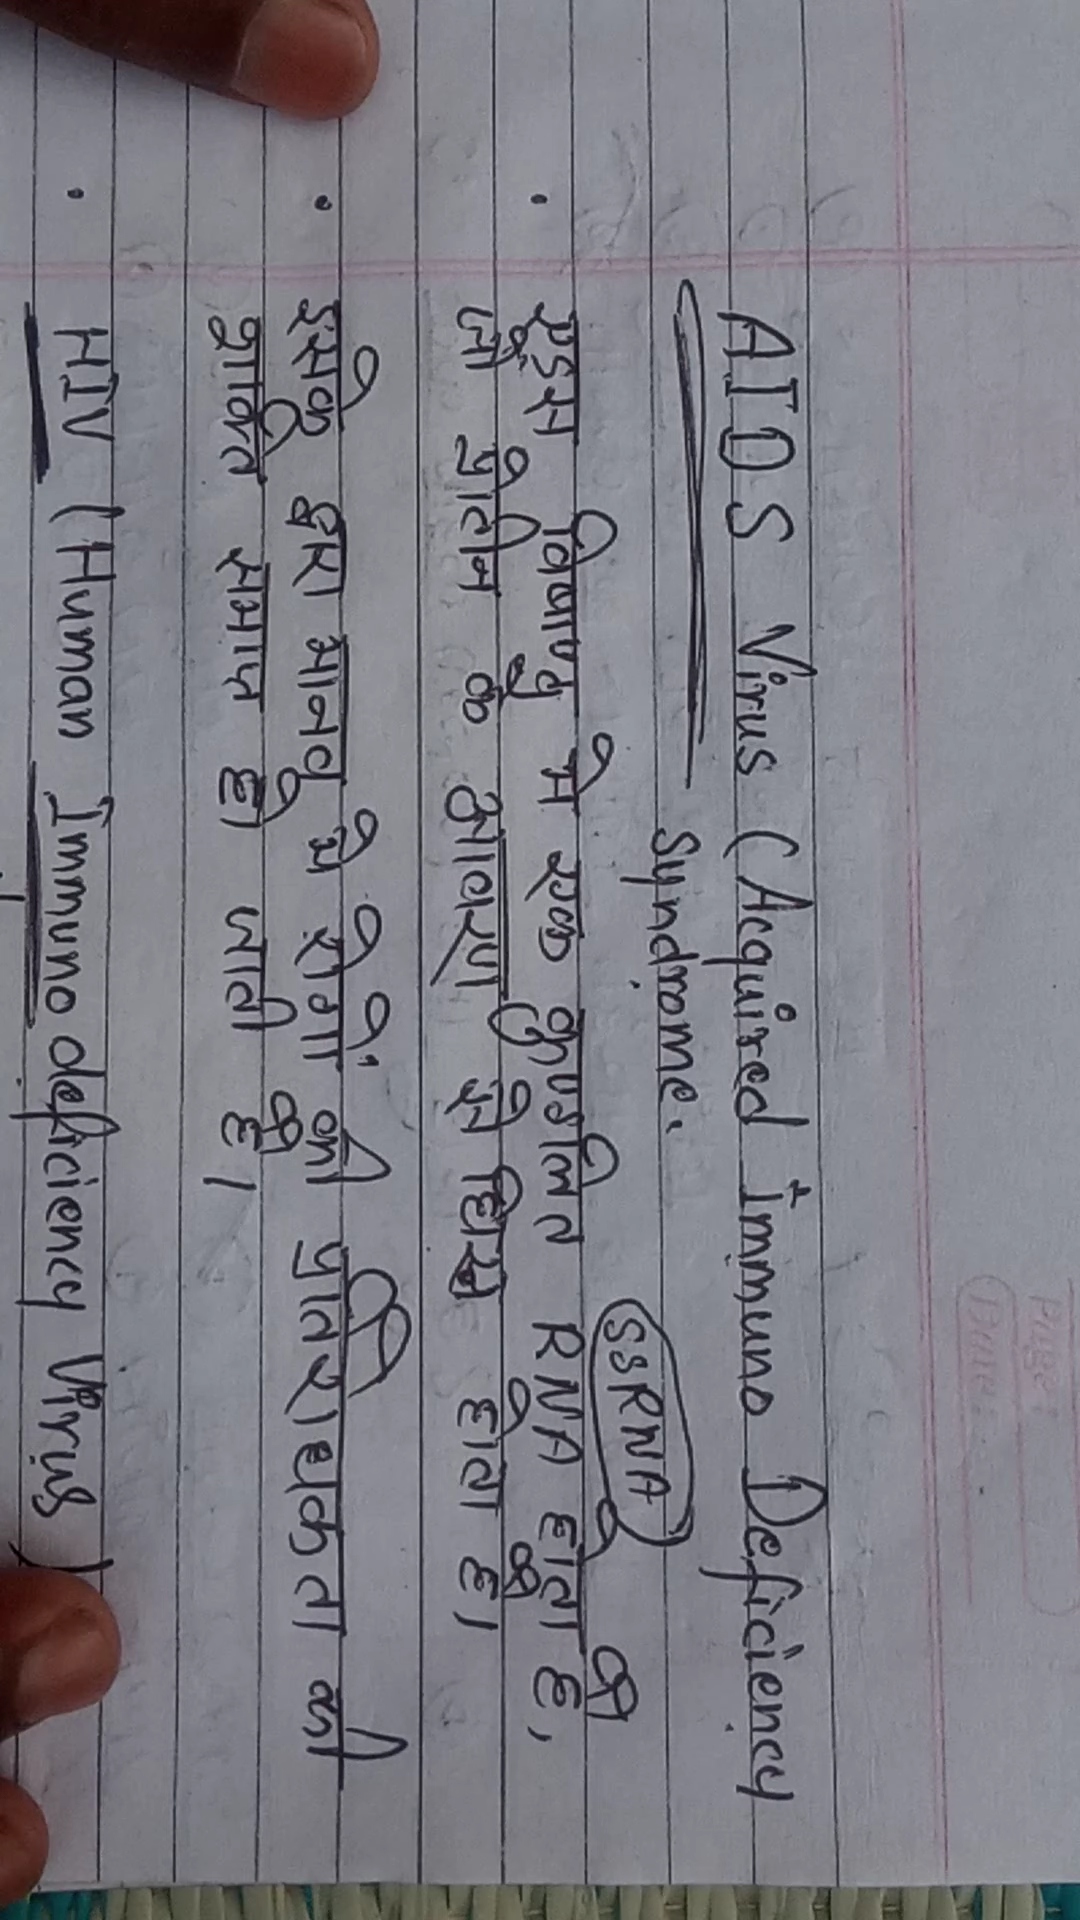 AIDS Virus (Acquired Immuno Deficiency
Syndrome.
SSRNA
• एड्स विषाणु में एक कुण्डलित RNA होता है,
जो प्रोटीन के आवरण से घिरा होता है।
• इसके द्वारा मानव में रोगों की प्रतिरोधकता की
शक्ति समाप्त हो जाती है।
• HIV (Human Immuno deficiency Virus)